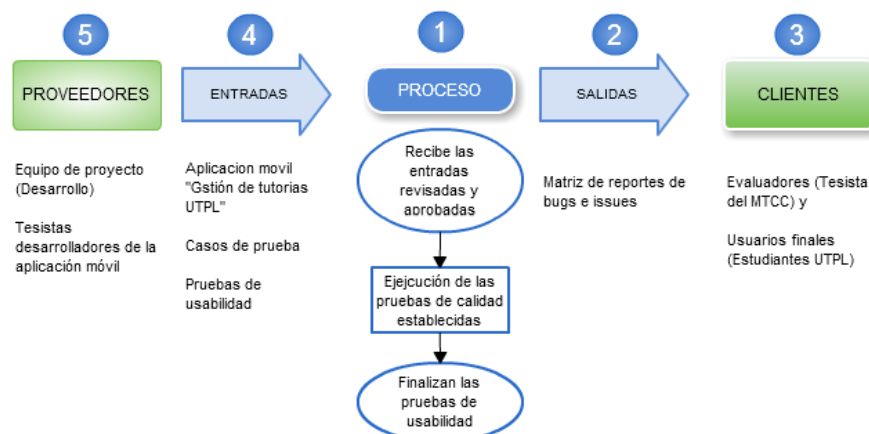 5
4
1
2
3
PROVEEDORES
ENTRADAS
PROCESO
SALIDAS
CLIENTES
Equipo de proyecto
(Desarrollo)
Tesistas
desarrolladores de la
aplicación móvil
Aplicacion movil
"Gstión de tutorias
UTPL"
Casos de prueba
Pruebas de
usabilidad
Recibe las
entradas
revisadas y
aprobadas
Ejejcución de las
pruebas de calidad
establecidas
Finalizan las
pruebas de
usabilidad
Matriz de reportes de
bugs e issues
Evaluadores (Tesista
del MTCC) y
Usuarios finales
(Estudiantes UTPL)